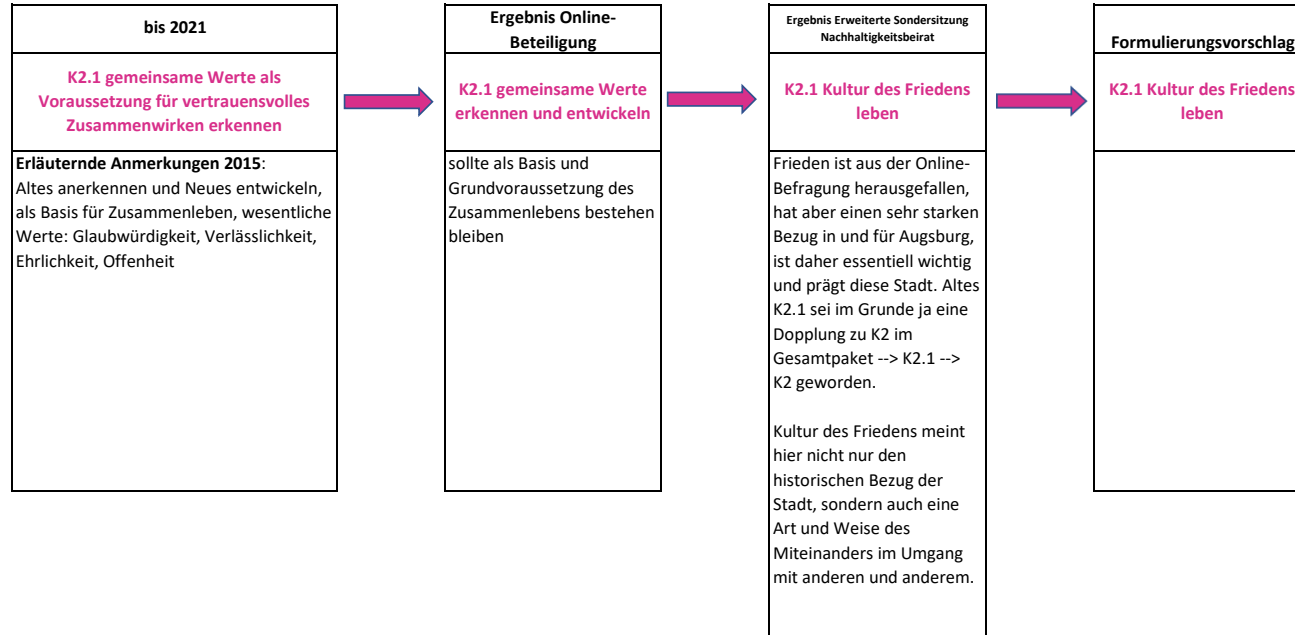 bis 2021
K2.1 gemeinsame Werte als
Voraussetzung für vertrauensvolles
Zusammenwirken erkennen
Erläuternde Anmerkungen 2015:
Altes anerkennen und Neues entwickeln,
als Basis für Zusammenleben, wesentliche
Werte: Glaubwürdigkeit, Verlässlichkeit,
Ehrlichkeit, Offenheit
Ergebnis Online-
Beteiligung
K2.1 gemeinsame Werte
erkennen und entwickeln
sollte als Basis und
Grundvoraussetzung des
Zusammenlebens bestehen
bleiben
Ergebnis Erweiterte Sondersitzung
Nachhaltigkeitsbeirat
K2.1 Kultur des Friedens
leben
Frieden ist aus der Online-
Befragung herausgefallen,
hat aber einen sehr starken
Bezug in und für Augsburg,
ist daher essentiell wichtig
und prägt diese Stadt. Altes
K2.1 sei im Grunde ja eine
Dopplung zu K2 im
Gesamtpaket --> K2.1 -->
K2 geworden.
Kultur des Friedens meint
hier nicht nur den
historischen Bezug der
Stadt, sondern auch eine
Art und Weise des
Miteinanders im Umgang
mit anderen und anderem.
Formulierungsvorschlag
K2.1 Kultur des Friedens
leben